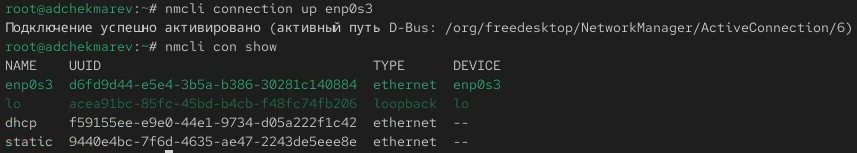 root@adchekmarev:~# nmcli connection up enp0s3
Подключение успешно активировано (активный путь D-Bus: /org/freedesktop/NetworkManager/ActiveConnection/6)
root@adchekmarev:~# nmcli con show
NAME    UUID                                  TYPE      DEVICE
enp0s3  d6fd9d44-e5e4-3b5a-b386-30281c140884  ethernet  enp0s3
lo      acea91bc-85fc-45bd-b4cb-f48fc74fb206  loopback  lo
dhcp    f59155ee-e9e0-44e1-9734-d05a222f1c42  ethernet  --
static  9440e4bc-7f6d-4635-ae47-2243de5eee8e  ethernet  --